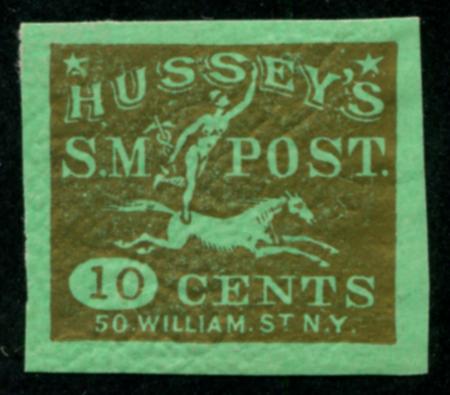 HUSSEY'S
S.M POST.
10 CENTS
50.WILLIAM.ST N.Y.